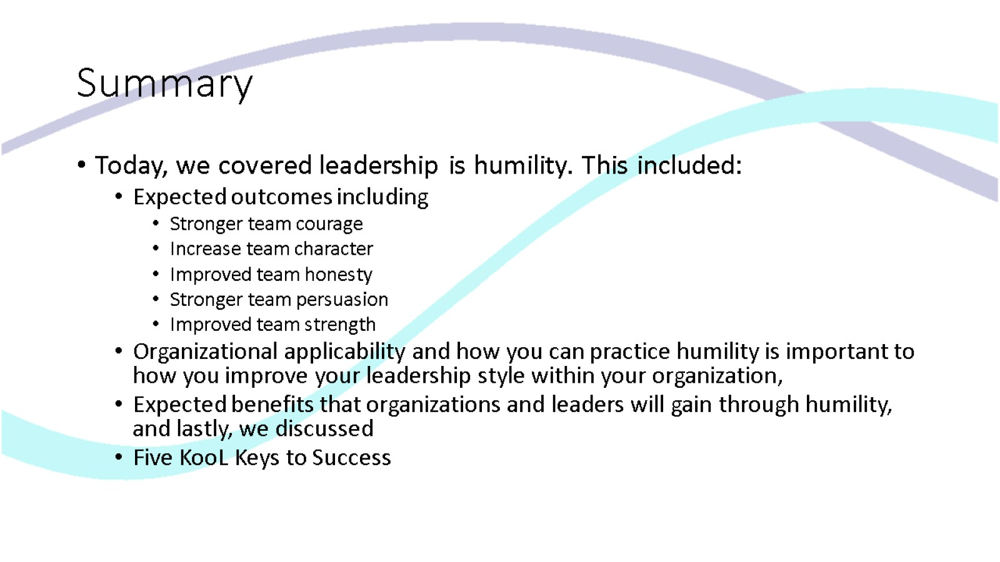 Summary
• Today, we covered leadership is humility. This included:
• Expected outcomes including
• Stronger team courage
• Increase team character
• Improved team honesty
• Stronger team persuasion
• Improved team strength
• Organizational applicability and how you can practice humility is important to
how you improve your leadership style within your organization,
• Expected benefits that organizations and leaders will gain through humility,
and lastly, we discussed
• Five KooL Keys to Success